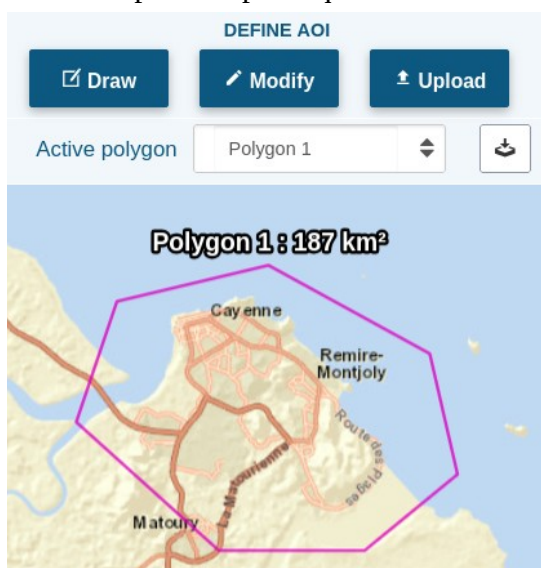 DEFINE AOI
Draw
Modify
Upload
Active polygon
Polygon 1
Polygon 1 : 187 km²
Cayenne
Remire-
Montjoly
Route des plages
La Matourienne
Matoury